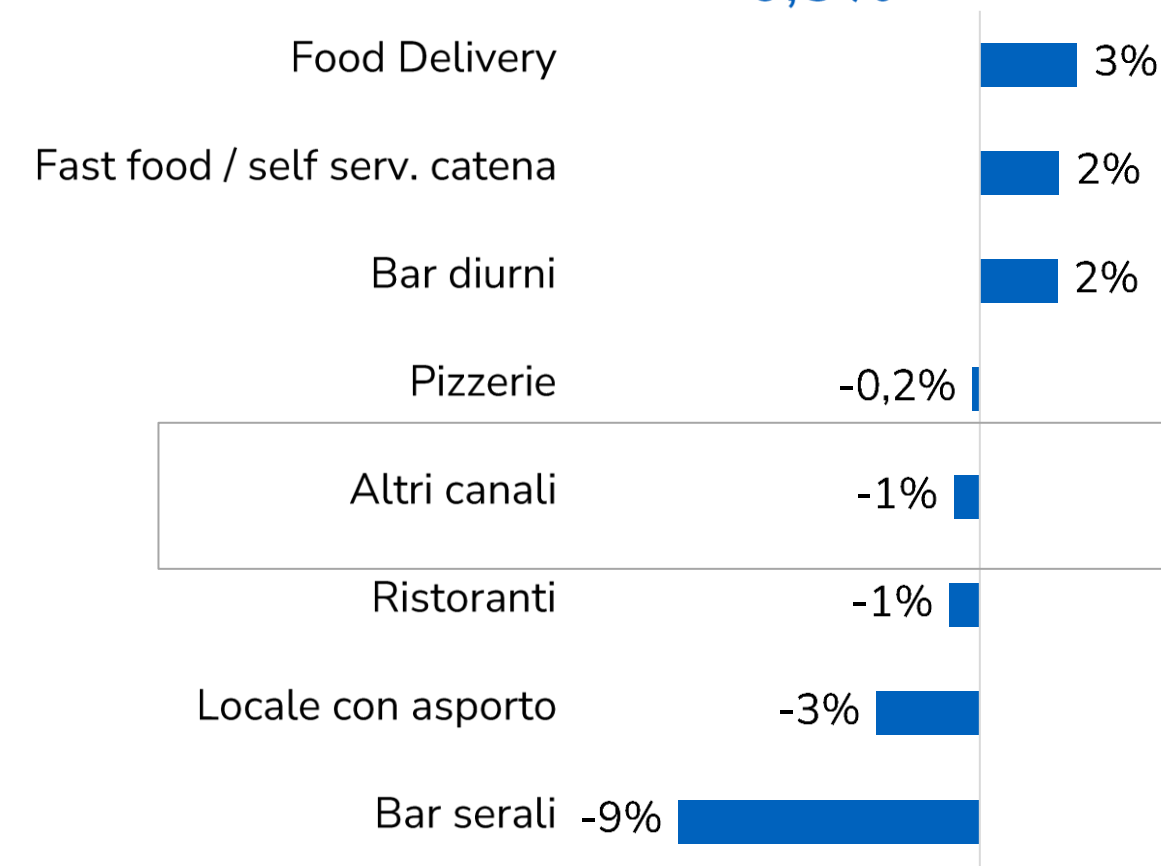 Food Delivery 3%
Fast food / self serv. catena 2%
Bar diurni 2%
Pizzerie -0,2%
Altri canali -1%
Ristoranti -1%
Locale con asporto -3%
Bar serali -9%